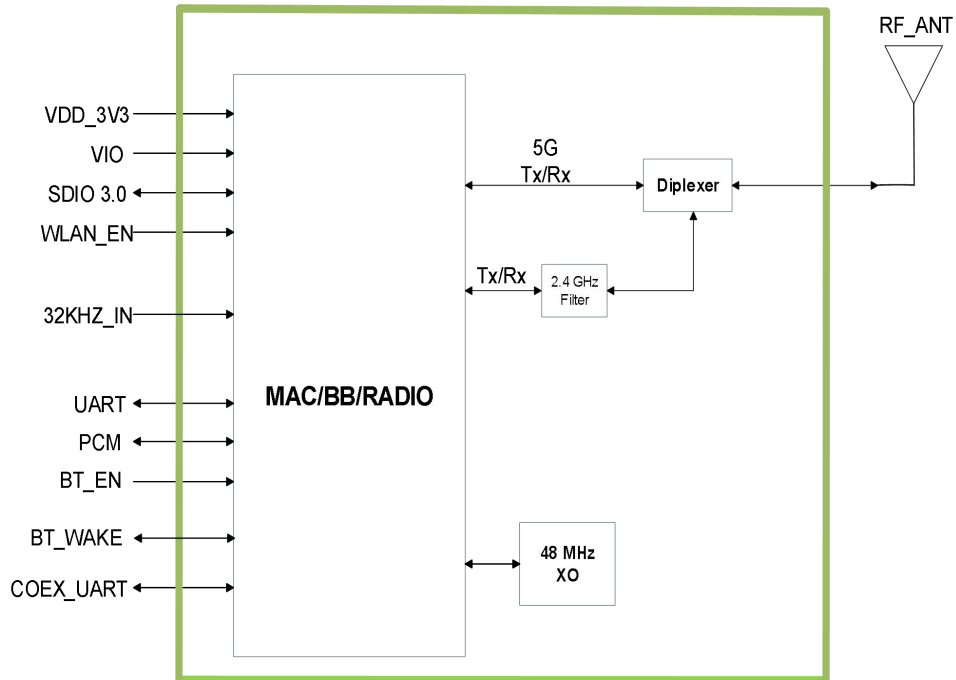 RF_ANT
VDD_3V3
VIO
SDIO 3.0
WLAN_EN
32KHZ_IN
UART
PCM
BT_EN
BT_WAKE
COEX_UART
MAC/BB/RADIO
5G
Tx/Rx
Diplexer
Tx/Rx
2.4 GHz
Filter
48 MHz
XO